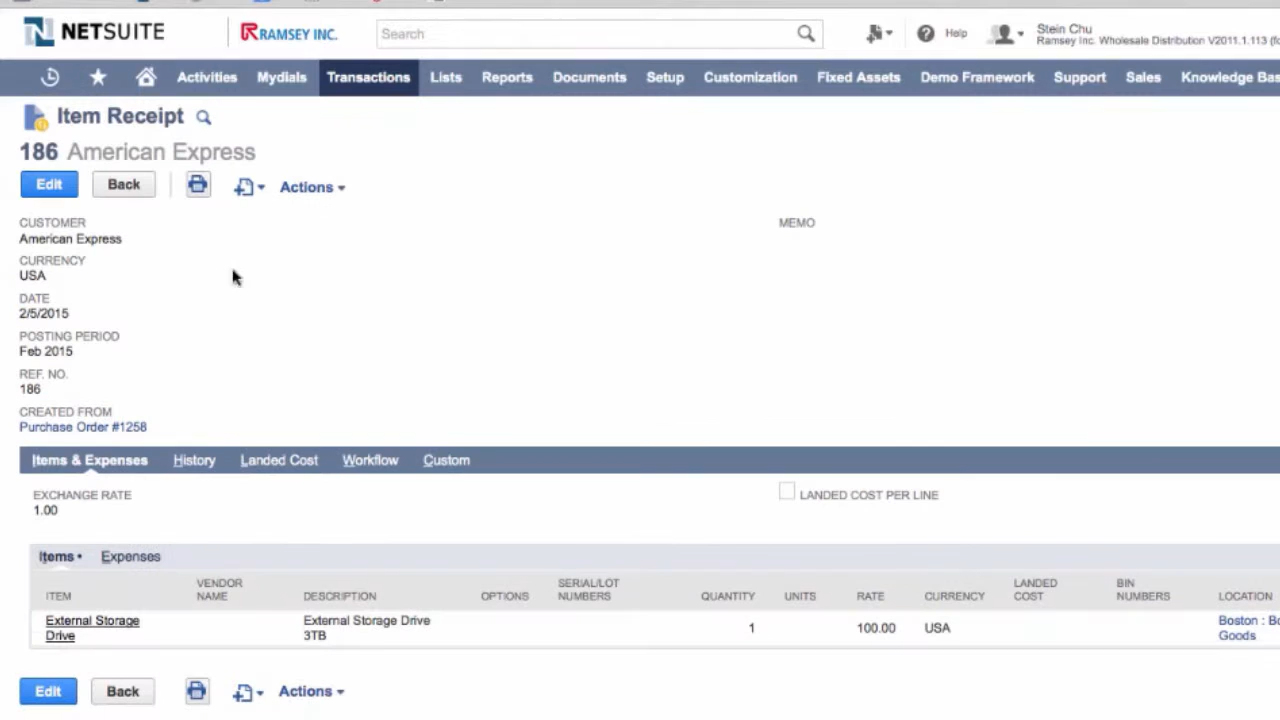 NETSUITE
RAMSEY INC.
Search
Help
Stein Chu
Ramsey Inc. Wholesale Distribution V2011.1.113
Activities Mydials Transactions Lists Reports Documents Setup Customization Fixed Assets Demo Framework Support Sales Knowledge Bas
Item Receipt
186 American Express
Edit Back Actions
CUSTOMER
American Express
MEMO
CURRENCY
USA
DATE
2/5/2015
POSTING PERIOD
Feb 2015
REF. NO.
186
CREATED FROM
Purchase Order #1258
Items & Expenses History Landed Cost Workflow Custom
EXCHANGE RATE
1.00
LANDED COST PER LINE
Items • Expenses
ITEM VENDOR NAME DESCRIPTION OPTIONS SERIAL/LOT NUMBERS QUANTITY UNITS RATE CURRENCY LANDED COST BIN NUMBERS LOCATION
External Storage Drive External Storage Drive 3TB 1 100.00 USA Boston : Bo Goods
Edit Back Actions